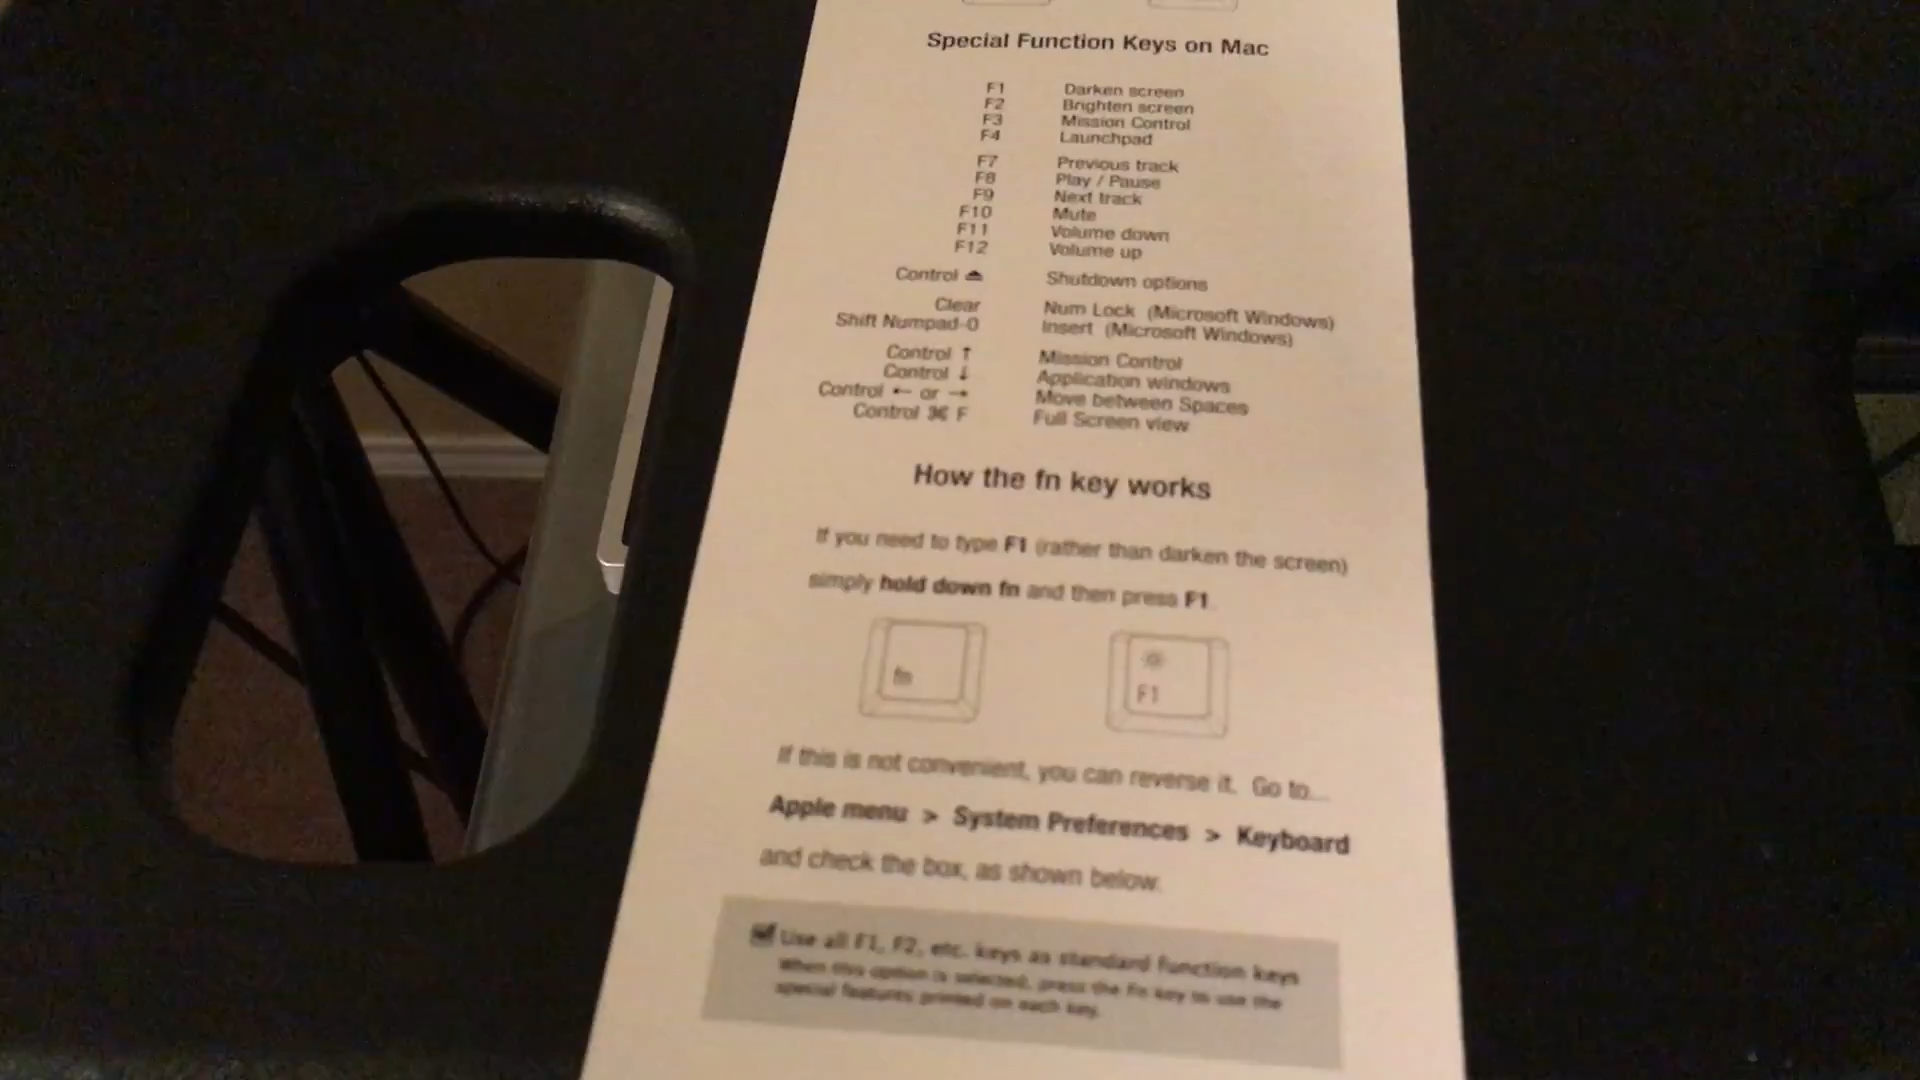 Special Function Keys on Mac
F1 Darken screen
F2 Brighten screen
F3 Mission Control
F4 Launchpad
F7 Previous track
F8 Play / Pause
F9 Next track
F10 Mute
F11 Volume down
F12 Volume up
Control ⏏ Shutdown options
Clear Num Lock (Microsoft Windows)
Shift Numpad-0 Insert (Microsoft Windows)
Control ↑ Mission Control
Control ↓ Application windows
Control ← or → Move between Spaces
Control ⌘ F Full Screen view
How the fn key works
If you need to type F1 (rather than darken the screen)
simply hold down fn and then press F1.
fn F1
If this is not convenient, you can reverse it. Go to...
Apple menu > System Preferences > Keyboard
and check the box, as shown below.
Use all F1, F2, etc. keys as standard function keys
When this option is selected, press the Fn key to use the
special features printed on each key.